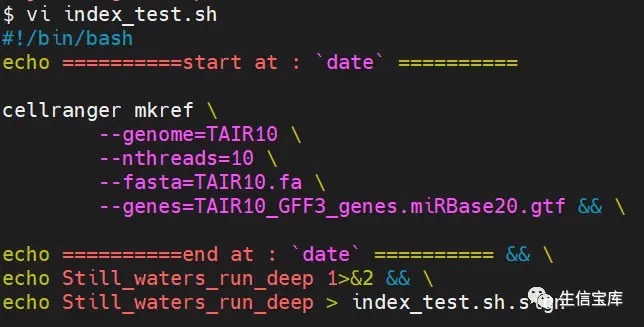 $ vi index_test.sh
#!/bin/bash
echo ==========start at : `date` ==========
cellranger mkref \
--genome=TAIR10 \
--nthreads=10 \
--fasta=TAIR10.fa \
--genes=TAIR10_GFF3_genes.miRBase20.gtf && \
echo ==========end at : `date` ========== && \
echo Still_waters_run_deep 1>&2 && \
echo Still_waters_run_deep > index_test.sh.sign
生信宝库